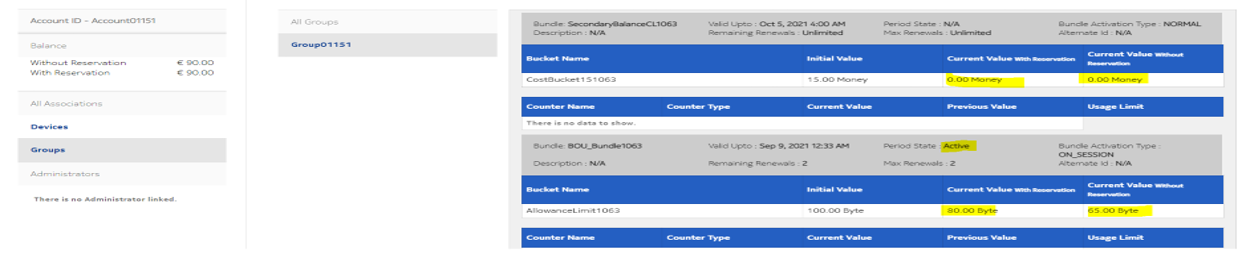 Account ID - Account01151
Balance
Without Reservation € 90.00
With Reservation € 90.00
All Associations
Devices
Groups
Administrators
There is no Administrator linked.
All Groups
Group01151
Bundle: SecondaryBalanceCL1063 Valid Upto : Oct 5, 2021 4:00 AM Period State : N/A Bundle Activation Type : NORMAL
Description : N/A Remaining Renewals : Unlimited Max Renewals : Unlimited Alternate Id : N/A
Bucket Name Initial Value Current Value With Reservation Current Value Without
Reservation
CostBucket151063 15.00 Money 0.00 Money 0.00 Money
Counter Name Counter Type Current Value Previous Value Usage Limit
There is no data to show.
Bundle: BOU_Bundle1063 Valid Upto : Sep 9, 2021 12:33 AM Period State : Active Bundle Activation Type :
ON_SESSION
Description : N/A Remaining Renewals : 2 Max Renewals : 2 Alternate Id : N/A
Bucket Name Initial Value Current Value With Reservation Current Value Without
Reservation
AllowanceLimit1063 100.00 Byte 80.00 Byte 65.00 Byte
Counter Name Counter Type Current Value Previous Value Usage Limit